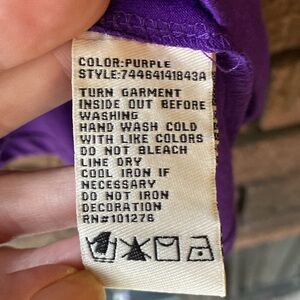 COLOR:PURPLE
STYLE:74464141843A
TURN GARMENT
INSIDE OUT BEFORE
WASHING
HAND WASH COLD
WITH LIKE COLORS
DO NOT BLEACH
LINE DRY
COOL IRON IF
NECESSARY
DO NOT IRON
DECORATION
RN#101276